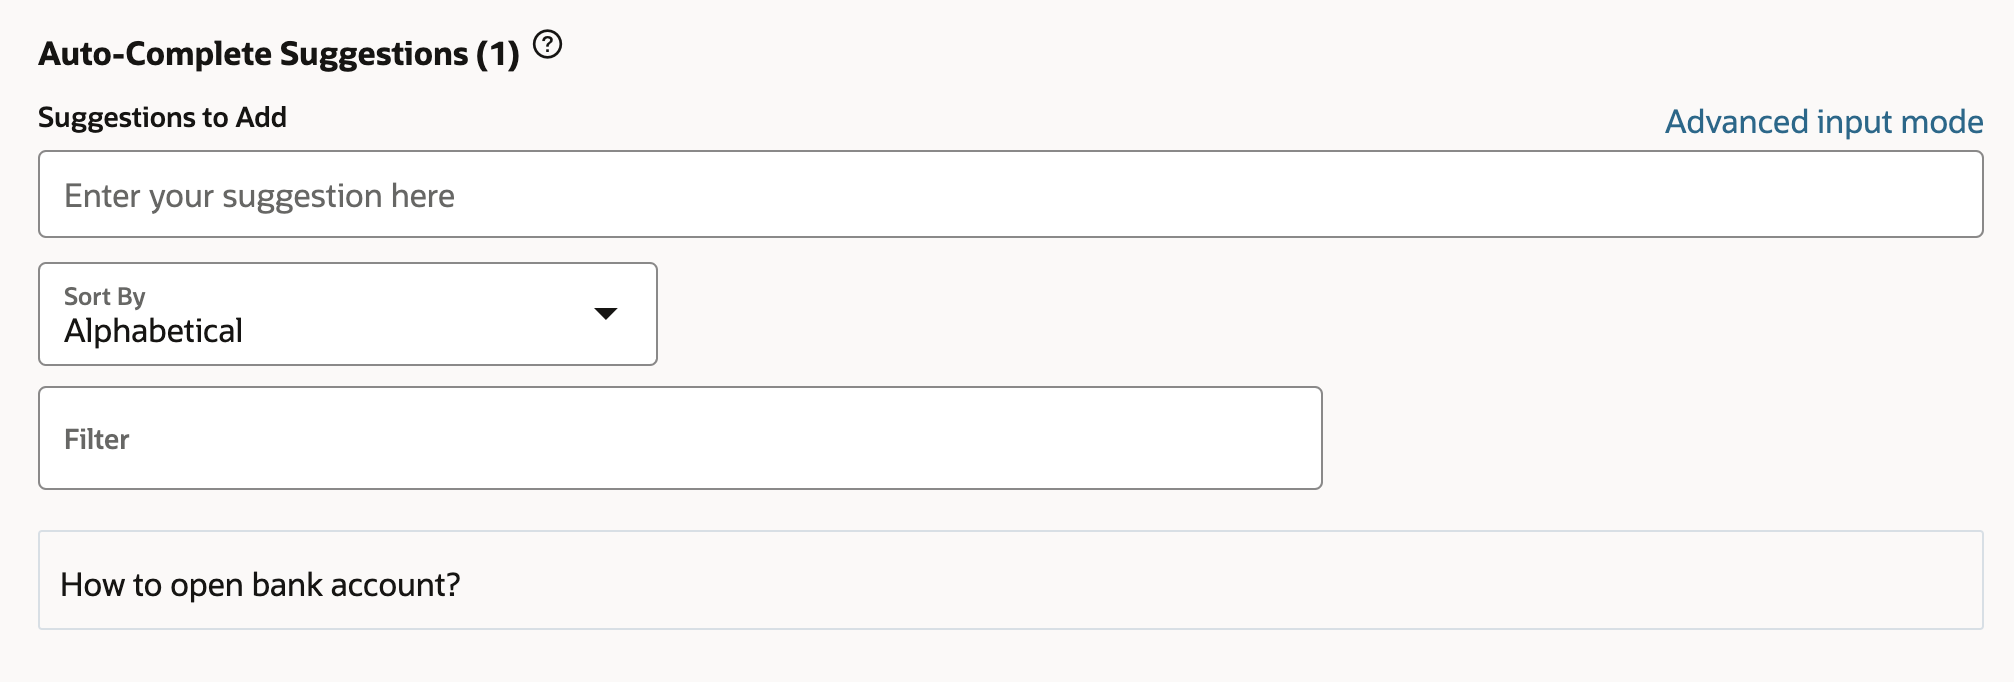 Auto-Complete Suggestions (1) ?
Suggestions to Add
Advanced input mode
Enter your suggestion here
Sort By
Alphabetical
Filter
How to open bank account?